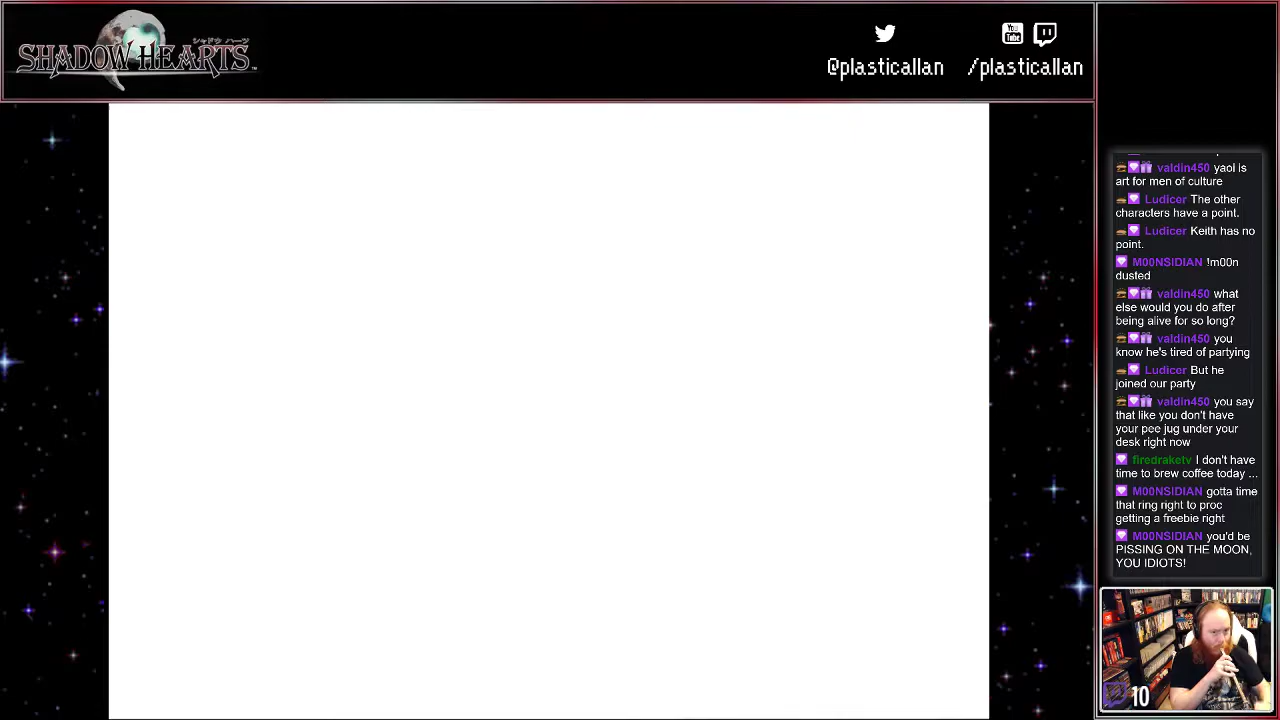 シャドウ ハーツ
SHADOW HEARTS™
You
Tube
@plasticallan
/plasticallan
valdin450 yaoi is
art for men of culture
Ludicer The other
characters have a point.
Ludicer Keith has no
point.
M00NSIDIAN !m00n
dusted
valdin450 what
else would you do after
being alive for so long?
valdin450 you
know he's tired of partying
Ludicer But he
joined our party
valdin450 you say
that like you don't have
your pee jug under your
desk right now
firedraketv I don't have
time to brew coffee today ...
M00NSIDIAN gotta time
that ring right to proc
getting a freebie right
M00NSIDIAN you'd be
PISSING ON THE MOON,
YOU IDIOTS!
10